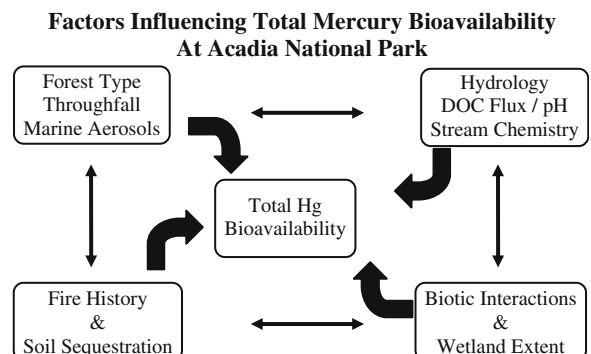 Factors Influencing Total Mercury Bioavailability
At Acadia National Park
Forest Type
Throughfall
Marine Aerosols
Hydrology
DOC Flux / pH
Stream Chemistry
Total Hg
Bioavailability
Fire History
&
Soil Sequestration
Biotic Interactions
&
Wetland Extent